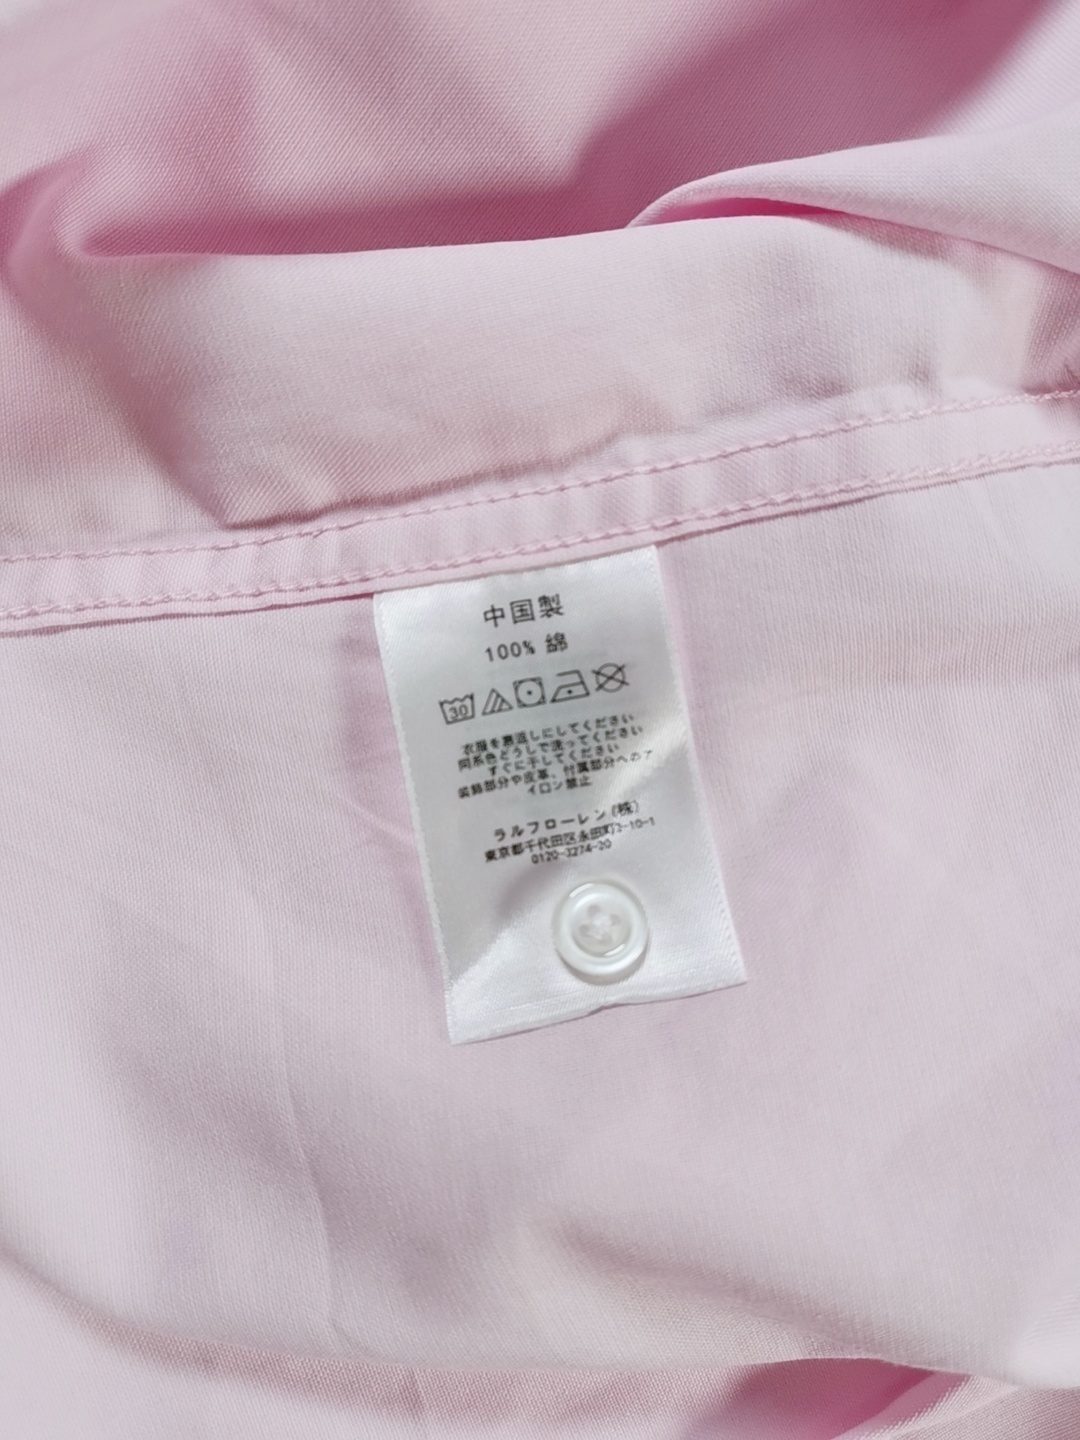 中国製
100% 綿
30
衣服を裏返しにしてください
同系色どうしで洗ってください
すぐに干してください
装飾部分や皮革、付属部分へのア
イロン禁止
ラルフローレン(株)
東京都千代田区永田町2-10-1
0120-3274-20